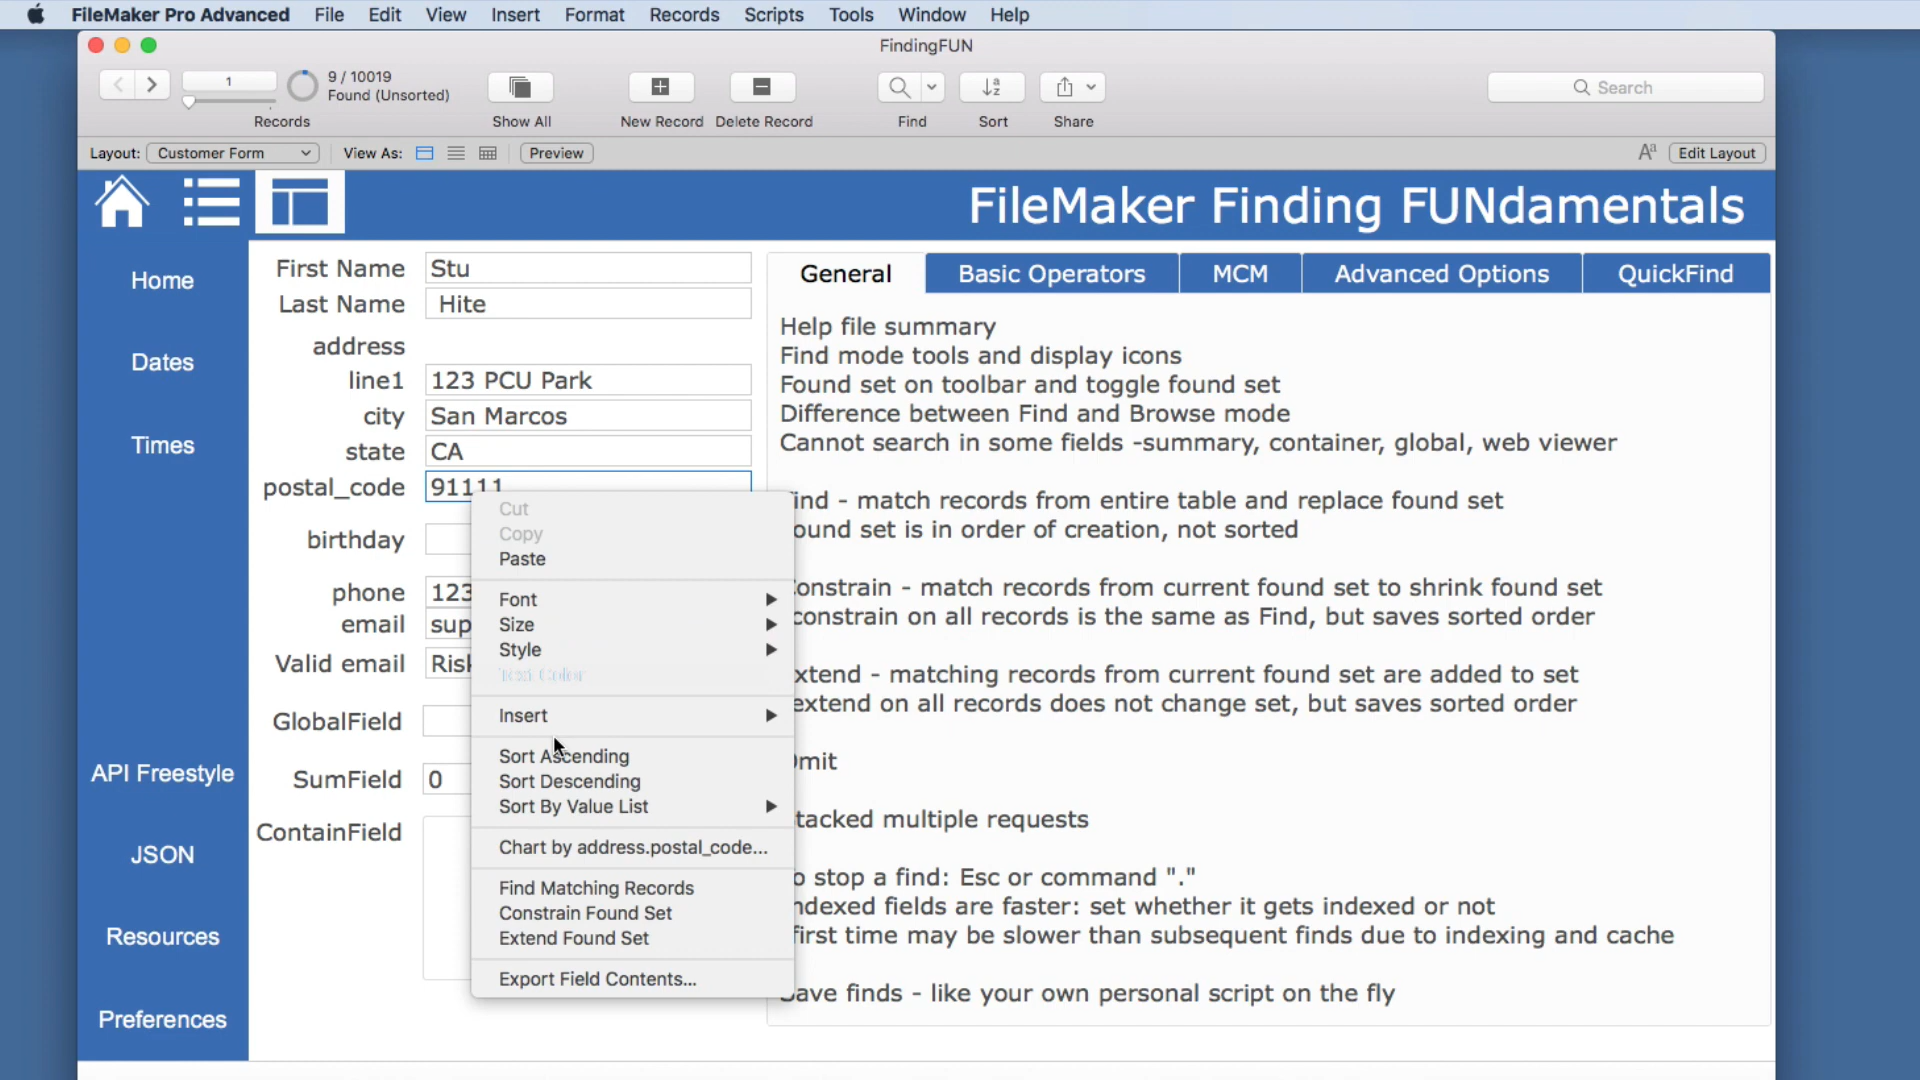 FileMaker Pro Advanced File Edit View Insert Format Records Scripts Tools Window Help
FindingFUN
1
9 / 10019
Found (Unsorted)
Search
Records
Show All
New Record
Delete Record
Find
Sort
Share
Layout: Customer Form
View As:
Preview
Aa
Edit Layout
FileMaker Finding FUNdamentals
Home
Dates
Times
API Freestyle
JSON
Resources
Preferences
First Name Stu
Last Name Hite
address
line1 123 PCU Park
city San Marcos
state CA
postal_code 91111
birthday
phone 123
email sup
Valid email Risk
GlobalField
SumField 0
ContainField
Cut
Copy
Paste
Font
Size
Style
Text Color
Insert
Sort Ascending
Sort Descending
Sort By Value List
Chart by address.postal_code...
Find Matching Records
Constrain Found Set
Extend Found Set
Export Field Contents...
General Basic Operators MCM Advanced Options QuickFind
Help file summary
Find mode tools and display icons
Found set on toolbar and toggle found set
Difference between Find and Browse mode
Cannot search in some fields -summary, container, global, web viewer
ind - match records from entire table and replace found set
ound set is in order of creation, not sorted
onstrain - match records from current found set to shrink found set
constrain on all records is the same as Find, but saves sorted order
xtend - matching records from current found set are added to set
extend on all records does not change set, but saves sorted order
mit
tacked multiple requests
o stop a find: Esc or command "."
ndexed fields are faster: set whether it gets indexed or not
first time may be slower than subsequent finds due to indexing and cache
Save finds - like your own personal script on the fly